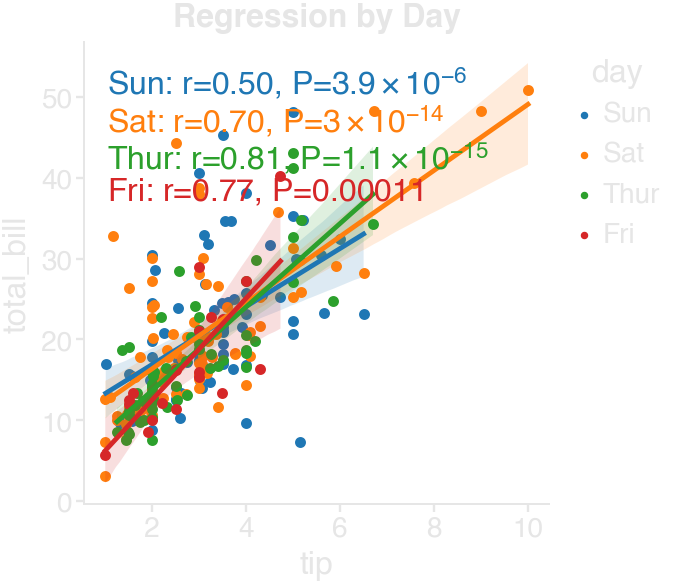 Regression by Day
Sun: r=0.50, P=3.9×10⁻⁶
Sat: r=0.70, P=3×10⁻¹⁴
Thur: r=0.81, P=1.1×10⁻¹⁵
Fri: r=0.77, P=0.00011
day
Sun
Sat
Thur
Fri
total_bill
50
40
30
20
10
0
2 4 6 8 10
tip